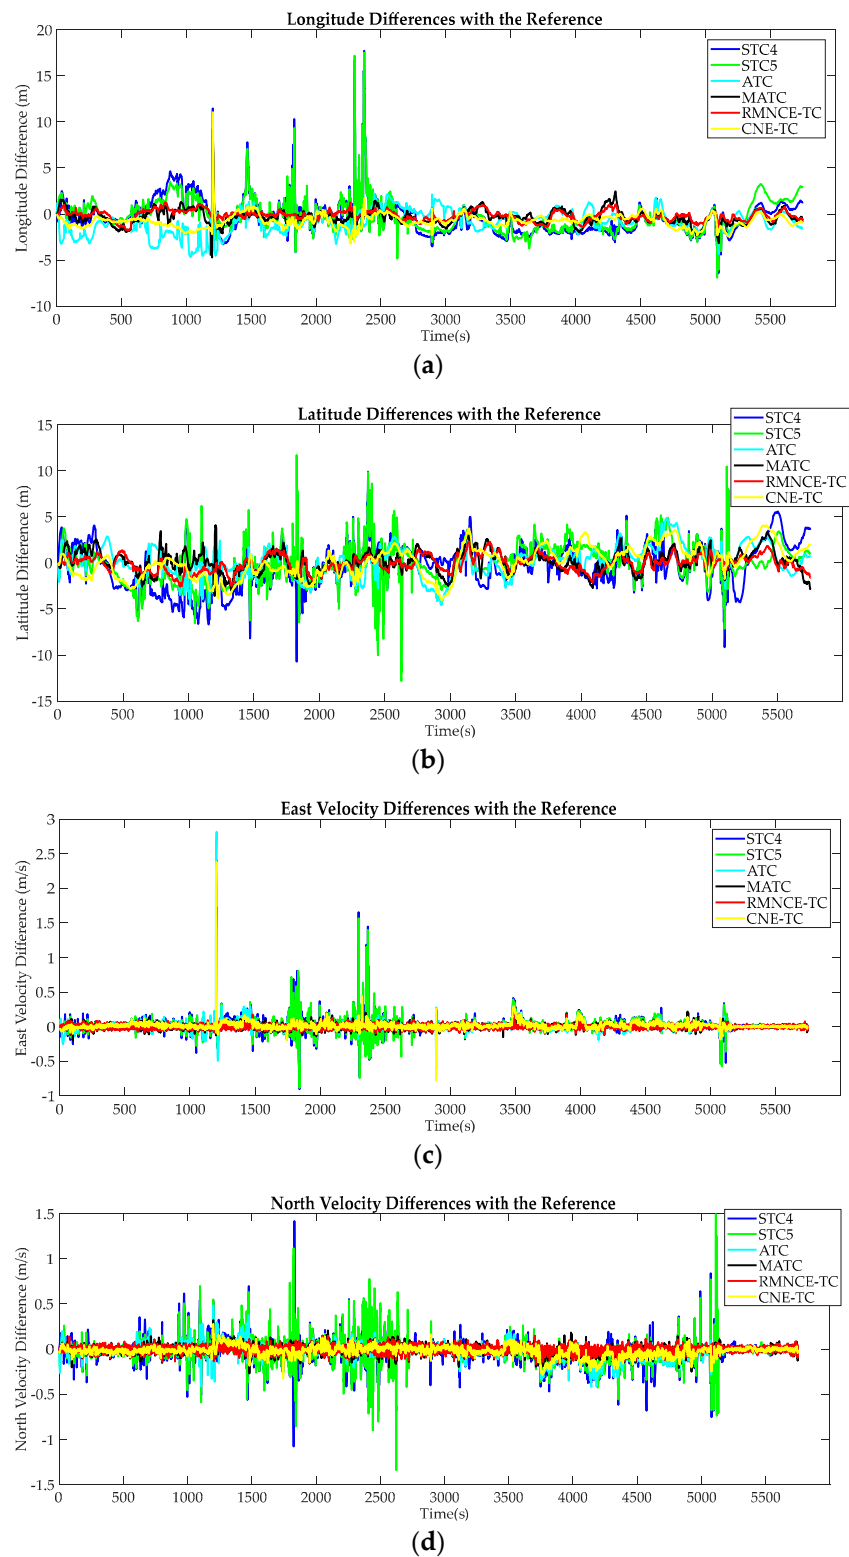 Longitude Differences with the Reference
20
15
10
5
0
-5
-10
Longitude Difference (m)
STC4
STC5
ATC
MATC
RMNCE-TC
CNE-TC
0 500 1000 1500 2000 2500 3000 3500 4000 4500 5000 5500
Time(s)
(a)
Latitude Differences with the Reference
15
10
5
0
-5
-10
-15
Latitude Difference (m)
STC4
STC5
ATC
MATC
RMNCE-TC
CNE-TC
0 500 1000 1500 2000 2500 3000 3500 4000 4500 5000 5500
Time(s)
(b)
East Velocity Differences with the Reference
3
2.5
2
1.5
1
0.5
0
-0.5
-1
East Velocity Difference (m/s)
STC4
STC5
ATC
MATC
RMNCE-TC
CNE-TC
0 500 1000 1500 2000 2500 3000 3500 4000 4500 5000 5500
Time(s)
(c)
North Velocity Differences with the Reference
1.5
1
0.5
0
-0.5
-1
-1.5
North Velocity Difference (m/s)
STC4
STC5
ATC
MATC
RMNCE-TC
CNE-TC
0 500 1000 1500 2000 2500 3000 3500 4000 4500 5000 5500
Time(s)
(d)